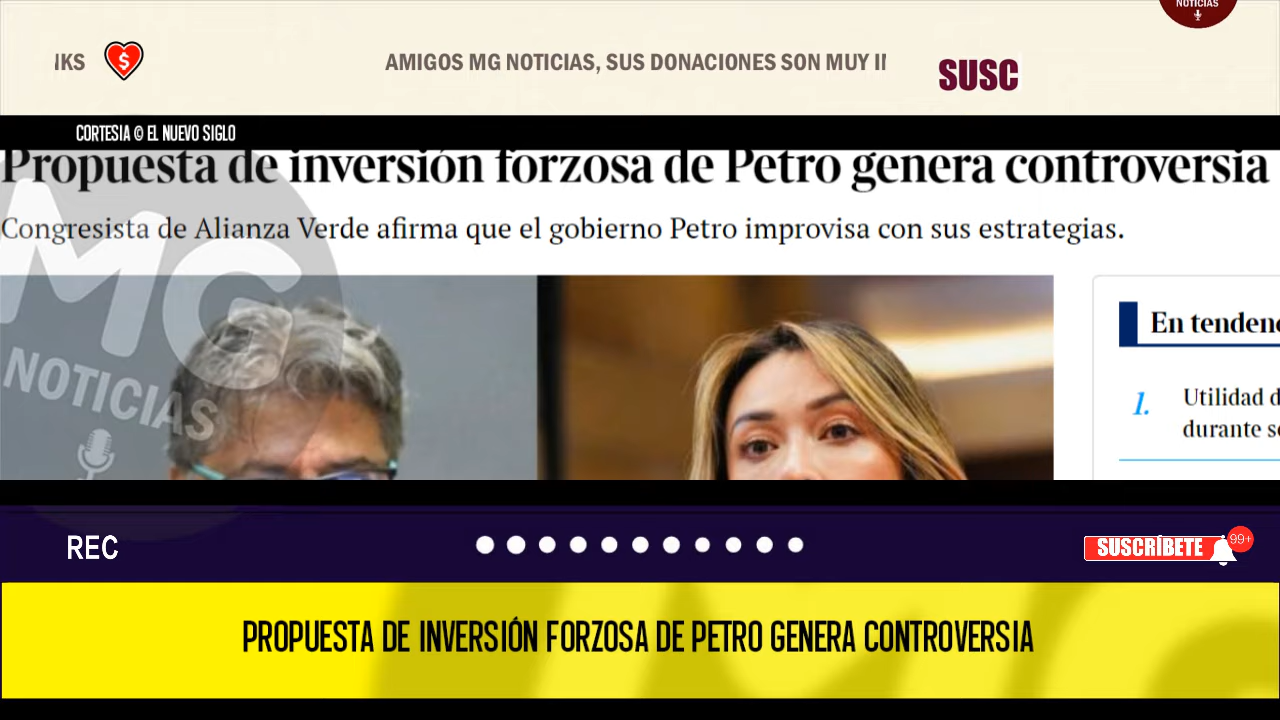 NOTICIAS
IKS
AMIGOS MG NOTICIAS, SUS DONACIONES SON MUY II
SUSC
CORTESIA © EL NUEVO SIGLO
Propuesta de inversión forzosa de Petro genera controversia
Congresista de Alianza Verde afirma que el gobierno Petro improvisa con sus estrategias.
MG
NOTICIAS
En tendenc
1.
Utilidad d
durante s
REC
SUSCRÍBETE
99+
PROPUESTA DE INVERSIÓN FORZOSA DE PETRO GENERA CONTROVERSIA